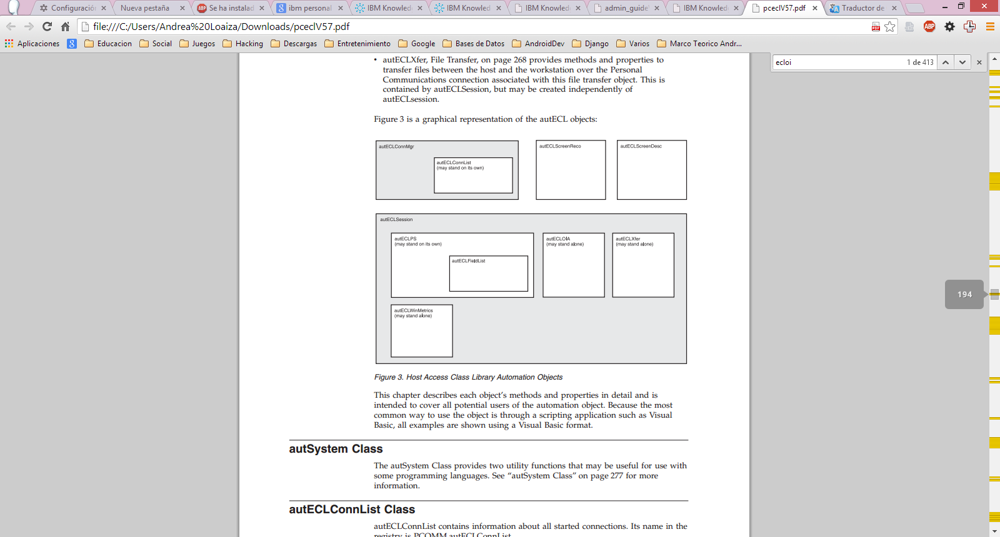 Configuración
Nueva pestaña
ABP Se ha instalad
8 ibm personal
IBM Knowled
IBM Knowled
IBM Knowled
admin_guide
IBM Knowled
pceclV57.pdf
Traductor de
file:///C:/Users/Andrea%20Loaiza/Downloads/pceclV57.pdf
PDF
ABP
Aplicaciones
8
Educacion
Social
Juegos
Hacking
Descargas
Entretenimiento
Google
Bases de Datos
AndroidDev
Django
Varios
Marco Teorico Andr...
ecloi
1 de 413
• autECLXfer, File Transfer, on page 268 provides methods and properties to
transfer files between the host and the workstation over the Personal
Communications connection associated with this file transfer object. This is
contained by autECLSession, but may be created independently of
autECLsession.
Figure 3 is a graphical representation of the autECL objects:
autECLConnMgr
autECLConnList
(may stand on its own)
autECLScreenReco
autECLScreenDesc
autECLSession
autECLPS
(may stand on its own)
autECLFieldList
autECLOIA
(may stand alone)
autECLXfer
(may stand alone)
autECLWinMetrics
(may stand alone)
194
Figure 3. Host Access Class Library Automation Objects
This chapter describes each object's methods and properties in detail and is
intended to cover all potential users of the automation object. Because the most
common way to use the object is through a scripting application such as Visual
Basic, all examples are shown using a Visual Basic format.
autSystem Class
The autSystem Class provides two utility functions that may be useful for use with
some programming languages. See “autSystem Class” on page 277 for more
information.
autECLConnList Class
autECLConnList contains information about all started connections. Its name in the
registry is PCOMM.autECLConnList.